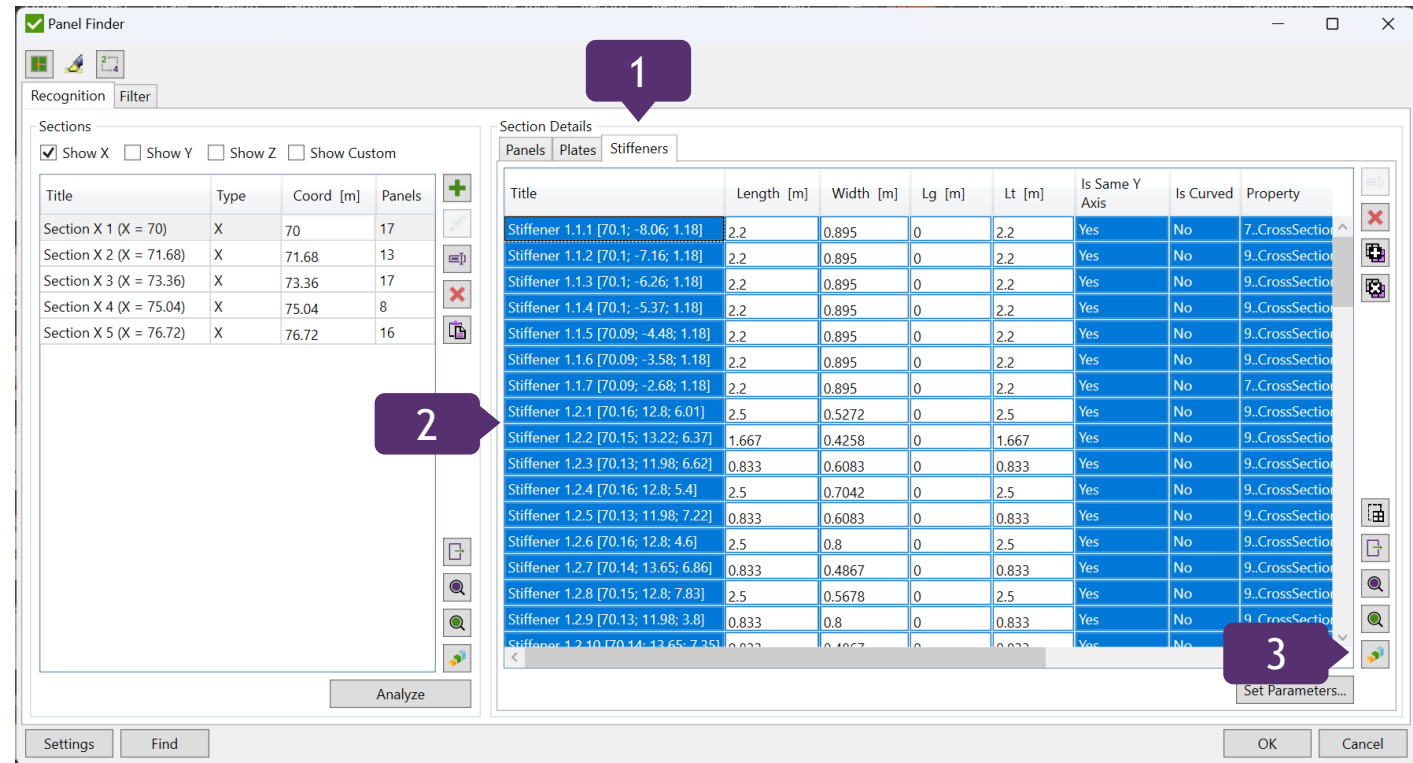 Panel Finder
1
Recognition Filter
Sections
Show X Show Y Show Z Show Custom
Title Type Coord [m] Panels
Section X 1 (X = 70) X 70 17
Section X 2 (X = 71.68) X 71.68 13
Section X 3 (X = 73.36) X 73.36 17
Section X 4 (X = 75.04) X 75.04 8
Section X 5 (X = 76.72) X 76.72 16
2
Analyze
Section Details
Panels Plates Stiffeners
Title Length [m] Width [m] Lg [m] Lt [m] Is Same Y Axis Is Curved Property
Stiffener 1.1.1 [70.1; -8.06; 1.18] 2.2 0.895 0 2.2 Yes No 7..CrossSection
Stiffener 1.1.2 [70.1; -7.16; 1.18] 2.2 0.895 0 2.2 Yes No 9..CrossSection
Stiffener 1.1.3 [70.1; -6.26; 1.18] 2.2 0.895 0 2.2 Yes No 9..CrossSection
Stiffener 1.1.4 [70.1; -5.37; 1.18] 2.2 0.895 0 2.2 Yes No 9..CrossSection
Stiffener 1.1.5 [70.09; -4.48; 1.18] 2.2 0.895 0 2.2 Yes No 9..CrossSection
Stiffener 1.1.6 [70.09; -3.58; 1.18] 2.2 0.895 0 2.2 Yes No 9..CrossSection
Stiffener 1.1.7 [70.09; -2.68; 1.18] 2.2 0.895 0 2.2 Yes No 7..CrossSection
Stiffener 1.2.1 [70.16; 12.8; 6.01] 2.5 0.5272 0 2.5 Yes No 9..CrossSection
Stiffener 1.2.2 [70.15; 13.22; 6.37] 1.667 0.4258 0 1.667 Yes No 9..CrossSection
Stiffener 1.2.3 [70.13; 11.98; 6.62] 0.833 0.6083 0 0.833 Yes No 9..CrossSection
Stiffener 1.2.4 [70.16; 12.8; 5.4] 2.5 0.7042 0 2.5 Yes No 9..CrossSection
Stiffener 1.2.5 [70.13; 11.98; 7.22] 0.833 0.6083 0 0.833 Yes No 9..CrossSection
Stiffener 1.2.6 [70.16; 12.8; 4.6] 2.5 0.8 0 2.5 Yes No 9..CrossSection
Stiffener 1.2.7 [70.14; 13.65; 6.86] 0.833 0.4867 0 0.833 Yes No 9..CrossSection
Stiffener 1.2.8 [70.15; 12.8; 7.83] 2.5 0.5678 0 2.5 Yes No 9..CrossSection
Stiffener 1.2.9 [70.13; 11.98; 3.8] 0.833 0.8 0 0.833 Yes No 9..CrossSection
Stiffener 1.2.10 [70.14; 13.65; 7.35] 0.833 0.4867 0 0.833 Yes No
3
Set Parameters...
Settings Find OK Cancel